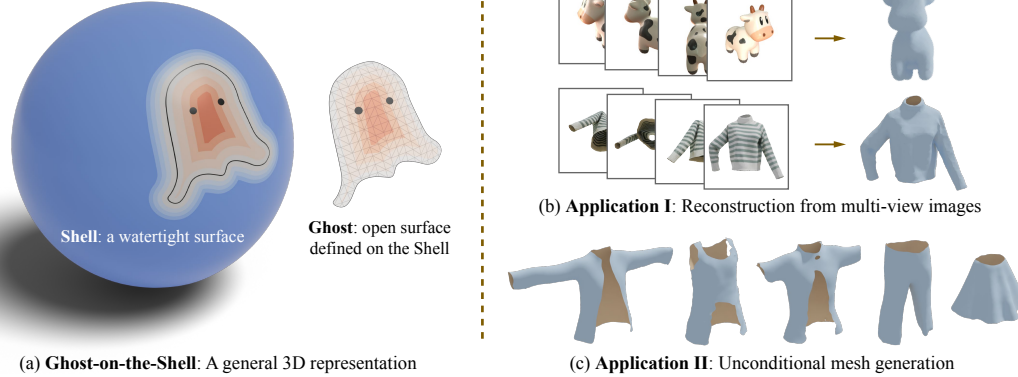 Shell: a watertight surface
Ghost: open surface
defined on the Shell
(a) Ghost-on-the-Shell: A general 3D representation
(b) Application I: Reconstruction from multi-view images
(c) Application II: Unconditional mesh generation